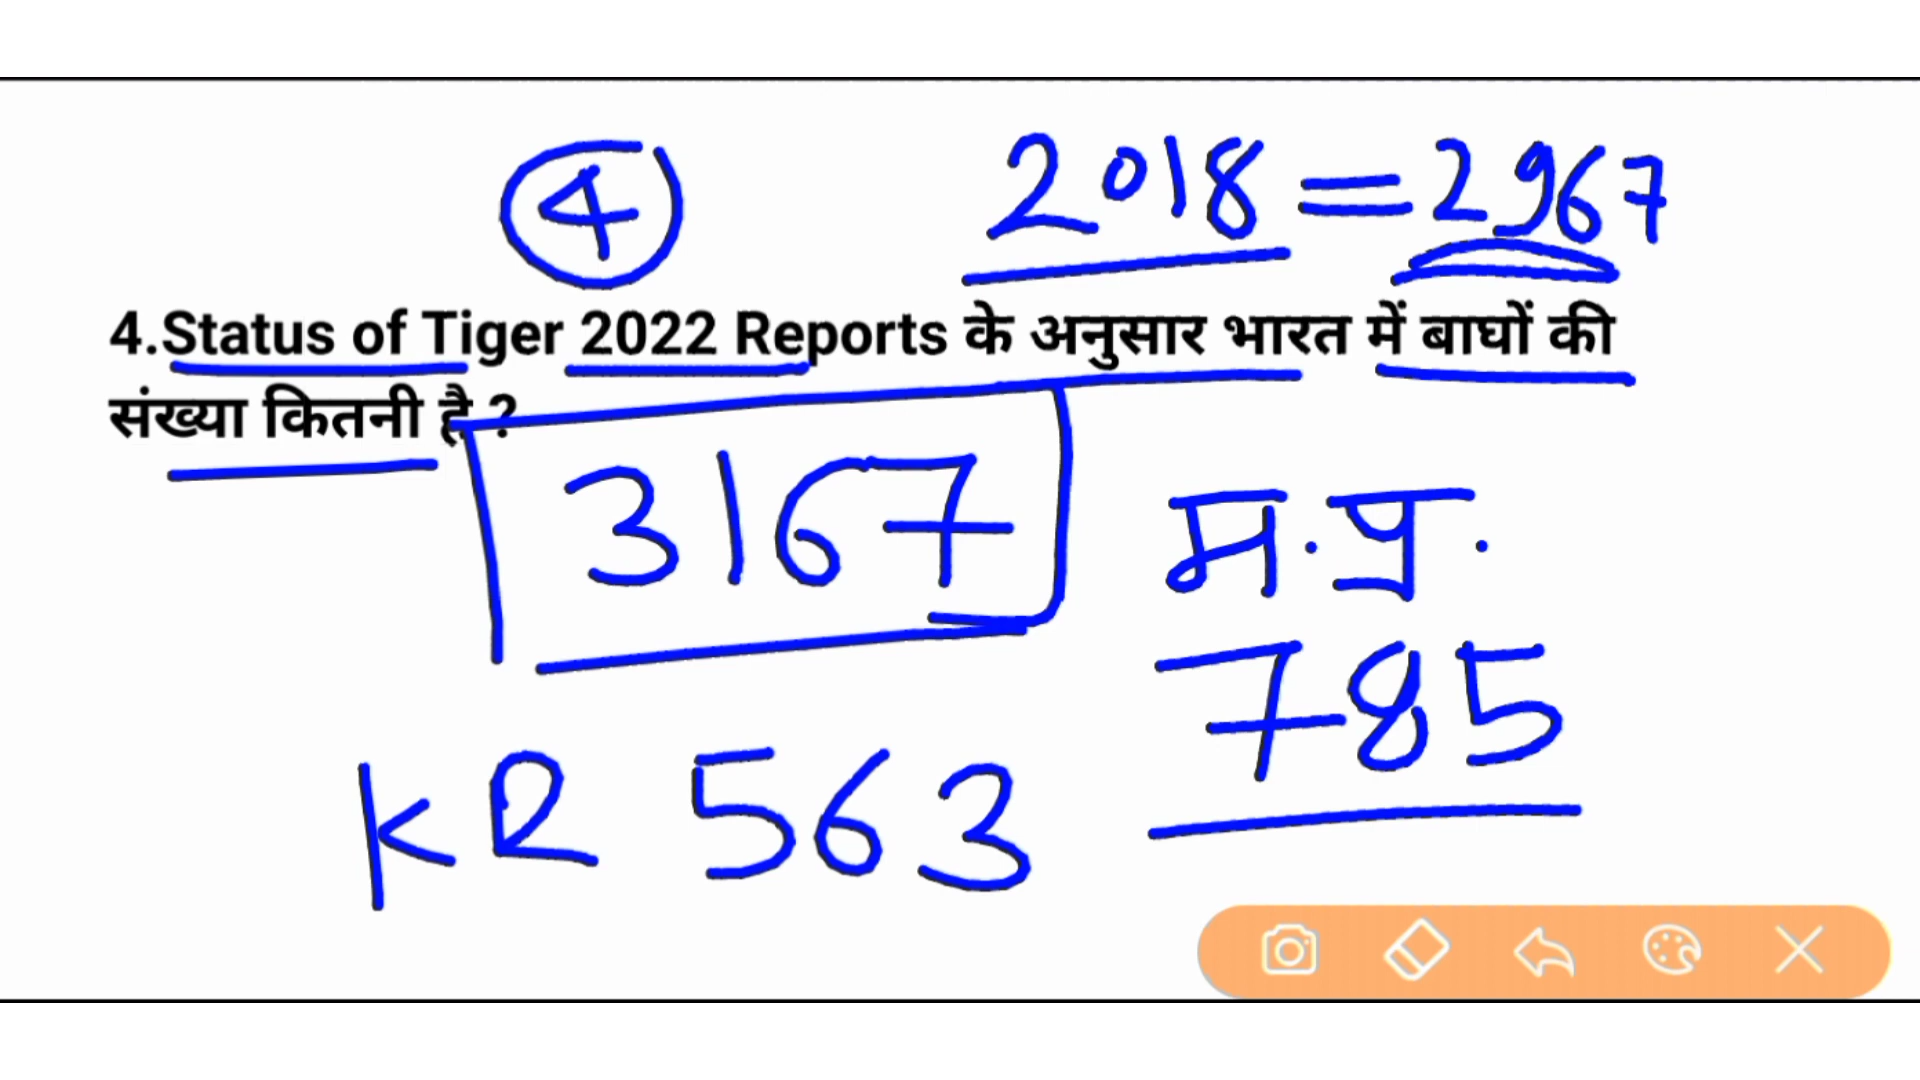 4
2018 = 2967
4.Status of Tiger 2022 Reports के अनुसार भारत में बाघों की
संख्या कितनी है ?
3167
म.प्र.
785
KR 563